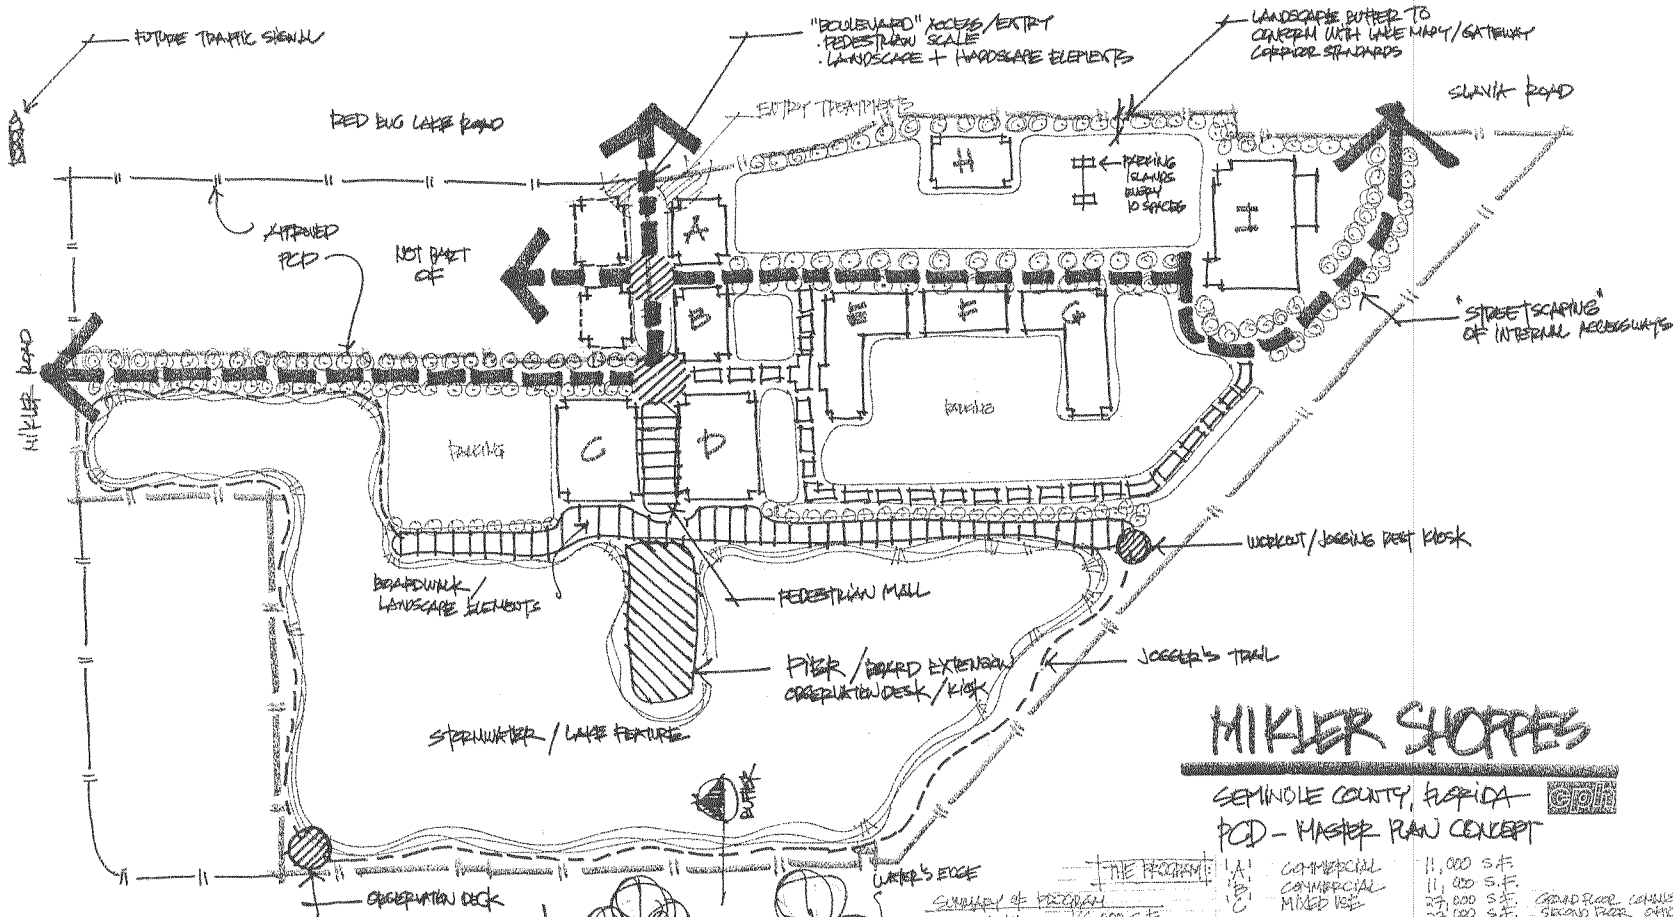 FUTURE TRAFFIC SIGNAL
"BOULEVARD" ACCESS/ENTRY
· PEDESTRIAN SCALE
· LANDSCAPE + HARDSCAPE ELEMENTS
LANDSCAPE BUFFER TO
CONFORM WITH LAKE MARY/GATEWAY
CORRIDOR STANDARDS
SLAVIA ROAD
RED BUG LAKE ROAD
ENTRY TREATMENTS
H
PARKING
ISLANDS
EVERY
10 SPACES
I
APPROVED
PCD
NOT PART
OF
A
B
E
F
G
"STREETSCAPING"
OF INTERNAL ACCESSWAYS
MIKLER ROAD
PARKING
C
D
PARKING
WORKOUT/JOGGING REST KIOSK
BOARDWALK/
LANDSCAPE ELEMENTS
PEDESTRIAN MALL
PIER/BOARD EXTENSION
OBSERVATION DESK/KIOSK
JOGGER'S TRAIL
STORMWATER/LAKE FEATURE
BUFFER
MIKLER SHOPPES
SEMINOLE COUNTY, FLORIDA
PCD - MASTER PLAN CONCEPT
OBSERVATION DECK
WATER'S EDGE
THE PROGRAM
SUMMARY OF PROGRAM
'A' COMMERCIAL 11,000 S.F.
'B' COMMERCIAL 11,000 S.F.
'C' MIXED USE 27,000 S.F. GROUND FLOOR
SECOND FLOOR